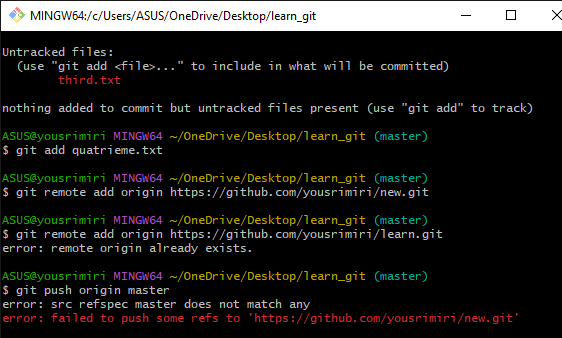 MINGW64:/c/Users/ASUS/OneDrive/Desktop/learn_git
Untracked files:
(use "git add <file>..." to include in what will be committed)
third.txt
nothing added to commit but untracked files present (use "git add" to track)
ASUS@yousrimiri MINGW64 ~/OneDrive/Desktop/learn_git (master)
$ git add quatrieme.txt
ASUS@yousrimiri MINGW64 ~/OneDrive/Desktop/learn_git (master)
$ git remote add origin https://github.com/yousrimiri/new.git
ASUS@yousrimiri MINGW64 ~/OneDrive/Desktop/learn_git (master)
$ git remote add origin https://github.com/yousrimiri/learn.git
error: remote origin already exists.
ASUS@yousrimiri MINGW64 ~/OneDrive/Desktop/learn_git (master)
$ git push origin master
error: src refspec master does not match any
error: failed to push some refs to 'https://github.com/yousrimiri/new.git'